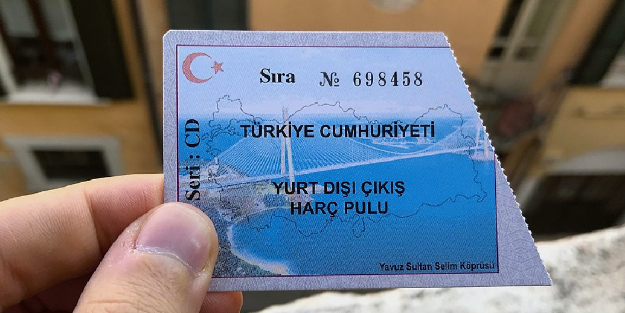 Sıra № 698458
Seri : CD
TÜRKİYE CUMHURİYETİ
YURT DIŞI ÇIKIŞ
HARÇ PULU
Yavuz Sultan Selim Köprüsü